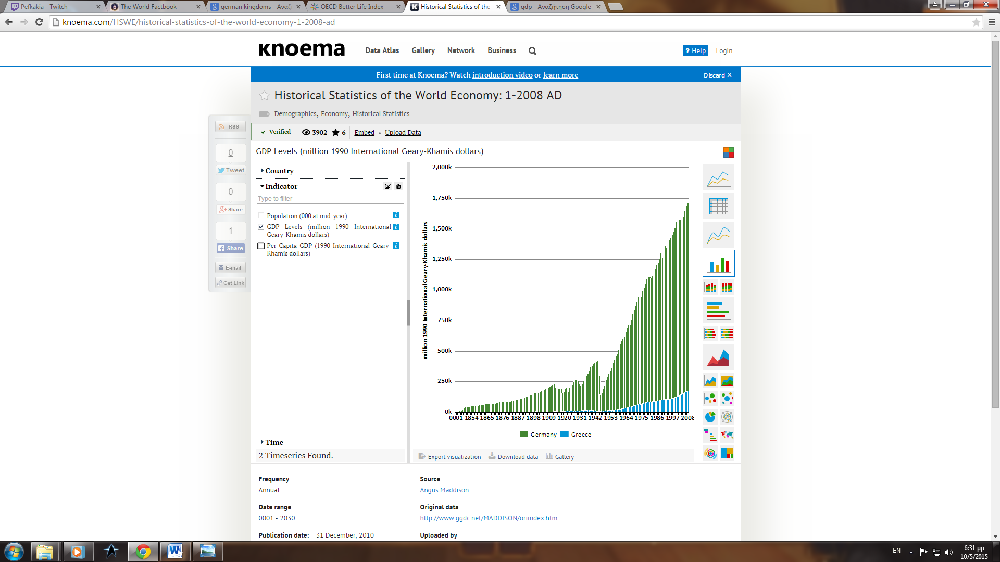 Pefkakia - Twitch
The World Factbook
german kingdoms - Ανα
OECD Better Life Index
Historical Statistics of the
gdp - Αναζήτηση Google
knoema.com/HSWE/historical-statistics-of-the-world-economy-1-2008-ad
knoema
Data Atlas Gallery Network Business
? Help Login
First time at Knoema? Watch introduction video or learn more
Discard X
Historical Statistics of the World Economy: 1-2008 AD
Demographics, Economy, Historical Statistics
Verified 3902 6 Embed • Upload Data
RSS
0
Tweet
0
Share
1
Share
E-mail
Get Link
GDP Levels (million 1990 International Geary-Khamis dollars)
Country
Indicator
Type to filter
Population (000 at mid-year)
GDP Levels (million 1990 International
Geary-Khamis dollars)
Per Capita GDP (1990 International Geary-
Khamis dollars)
Time
2 Timeseries Found.
million 1990 International Geary-Khamis dollars
2,000k
1,750k
1,500k
1,250k
1,000k
750k
500k
250k
0k
0001 1854 1865 1876 1887 1898 1909 1920 1931 1942 1953 1964 1975 1986 1997 2008
Germany Greece
Export visualization Download data Gallery
Frequency
Annual
Date range
0001 - 2030
Publication date: 31 December, 2010
Source
Angus Maddison
Original data
http://www.ggdc.net/MADDISON/oriindex.htm
Uploaded by
EN
6:31 μμ
10/5/2015